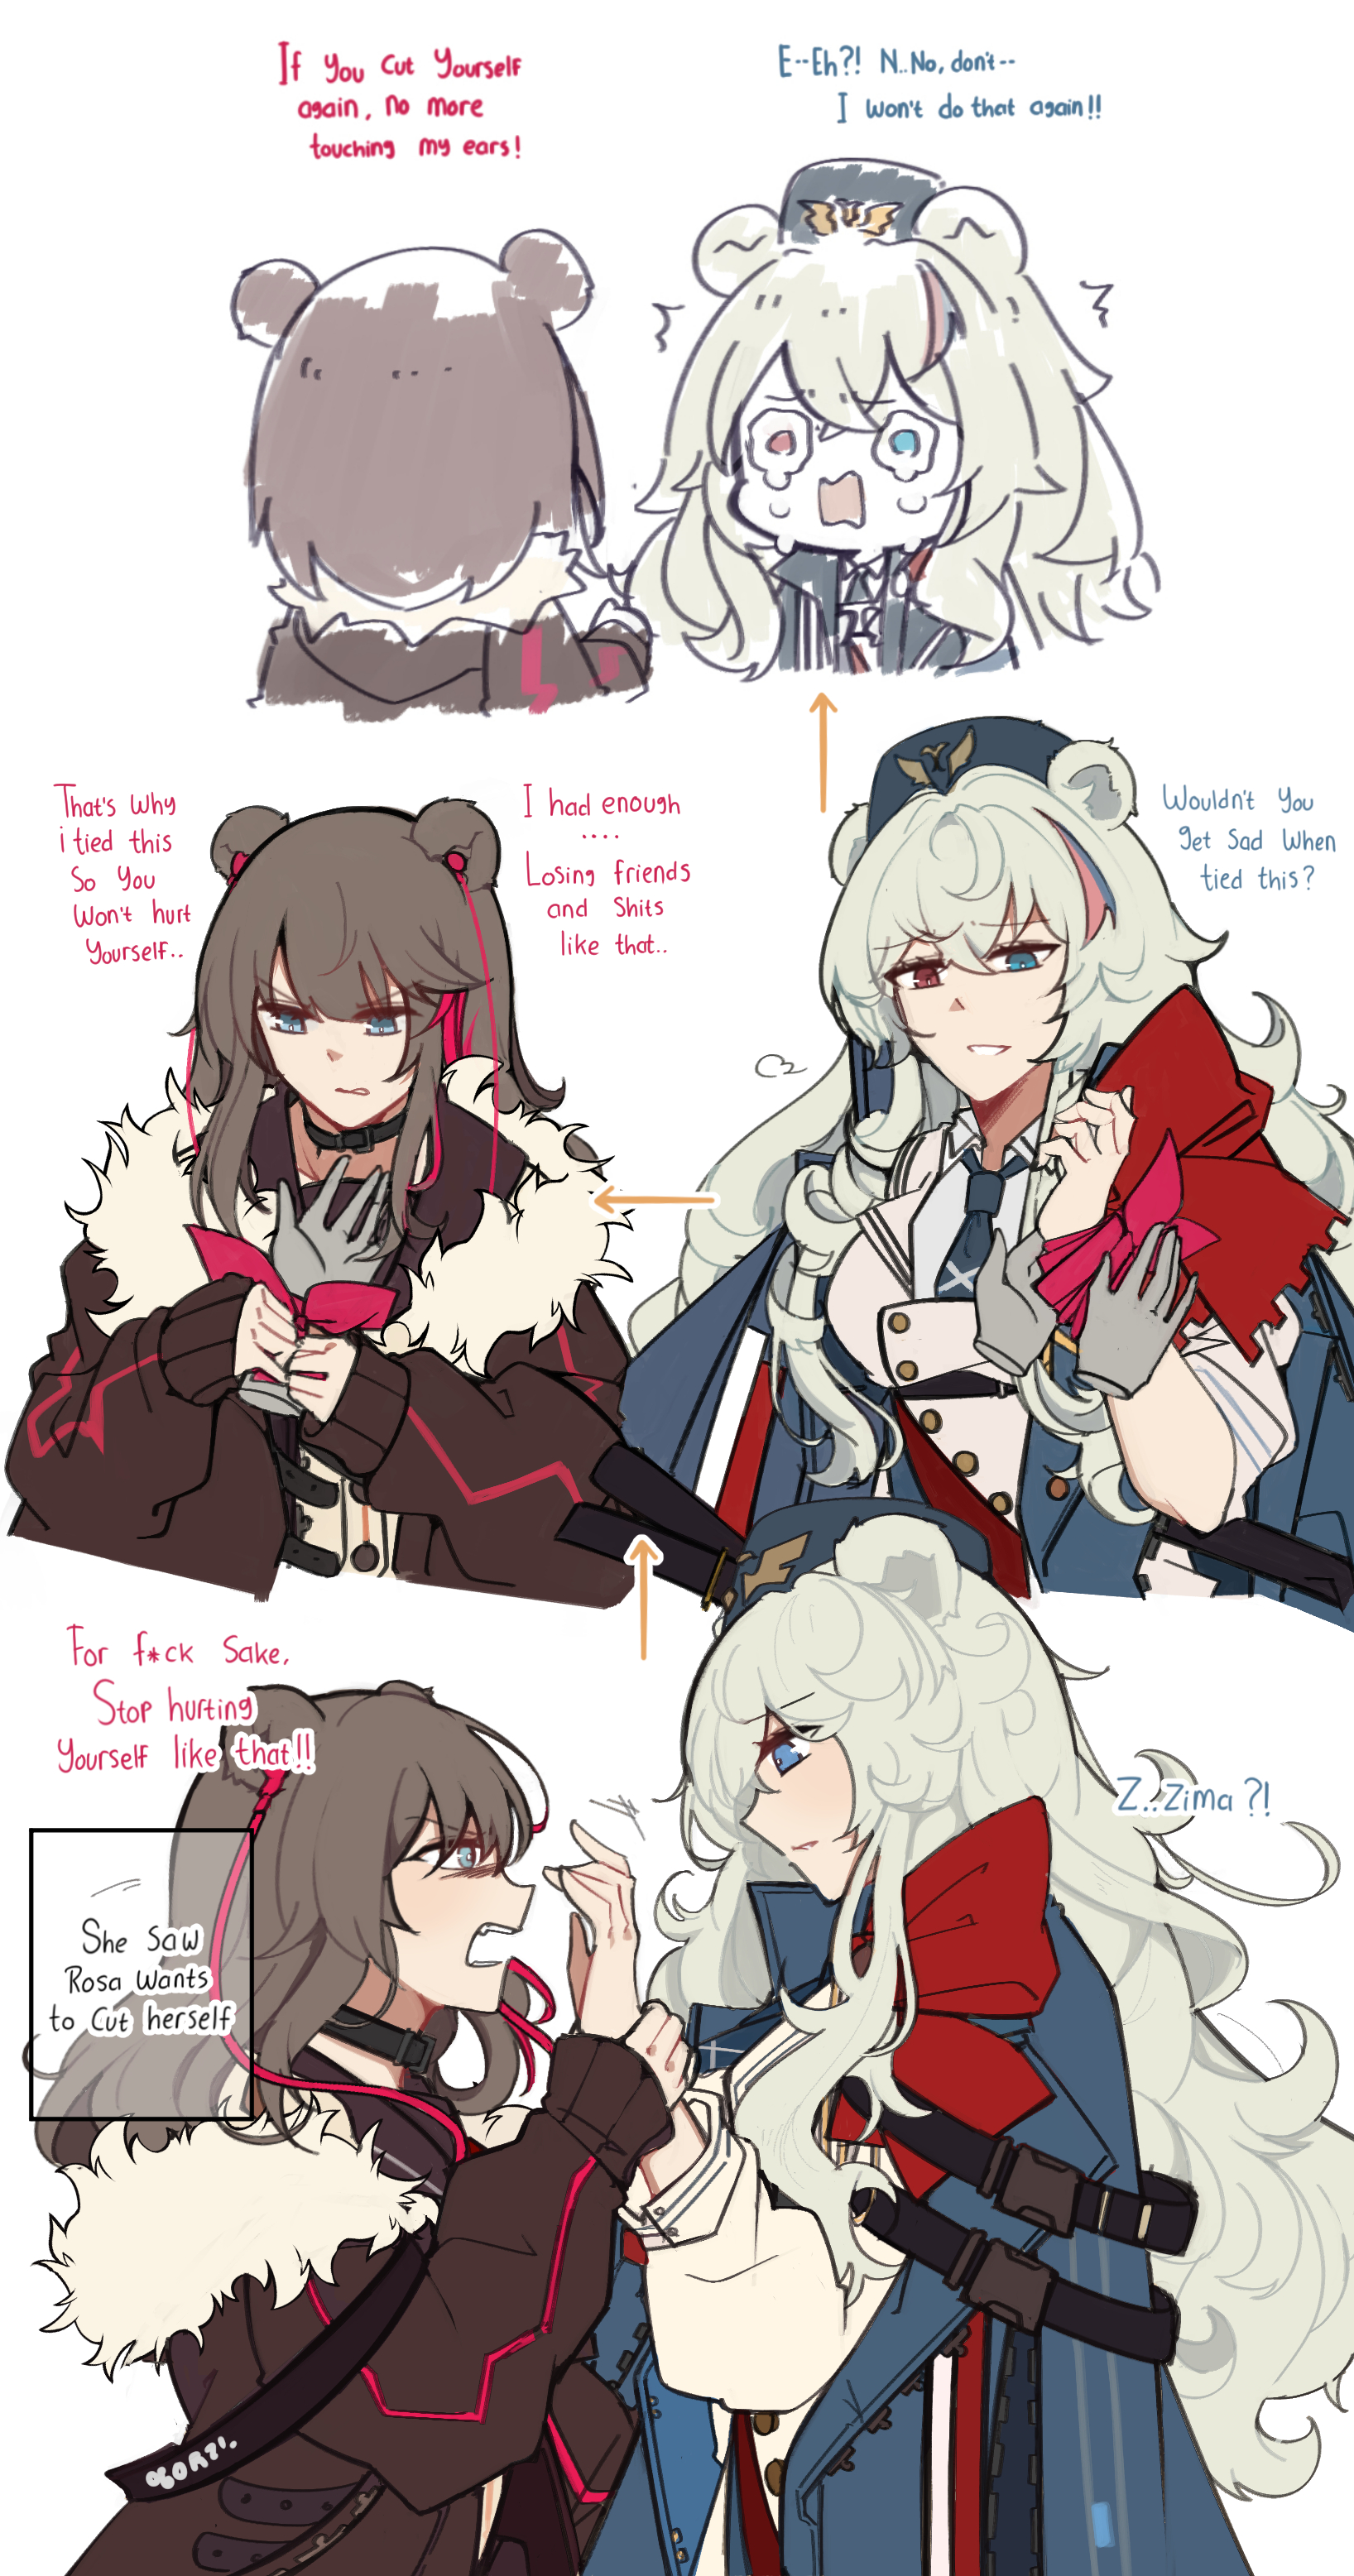 If you cut yourself
again, no more
touching my ears!
E--Eh?! N..No, don't--
I won't do that again!!
That's why
i tied this
So you
won't hurt
yourself..
I had enough
....
Losing friends
and shits
like that..
Wouldn't you
get sad when
tied this?
For f*ck sake,
Stop hurting
yourself like that!!
Z..Zima?!
She saw
Rosa wants
to cut herself